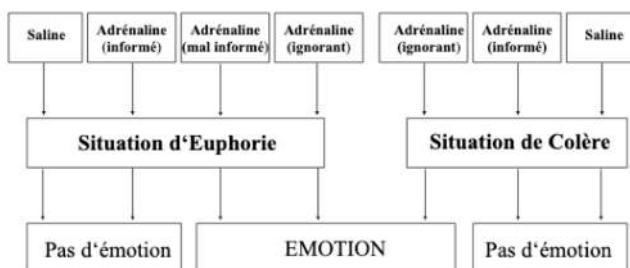 Saline
Adrénaline
(informé)
Adrénaline
(mal informé)
Adrénaline
(ignorant)
Adrénaline
(ignorant)
Adrénaline
(informé)
Saline
Situation d‘Euphorie
Situation de Colère
Pas d‘émotion
EMOTION
Pas d‘émotion